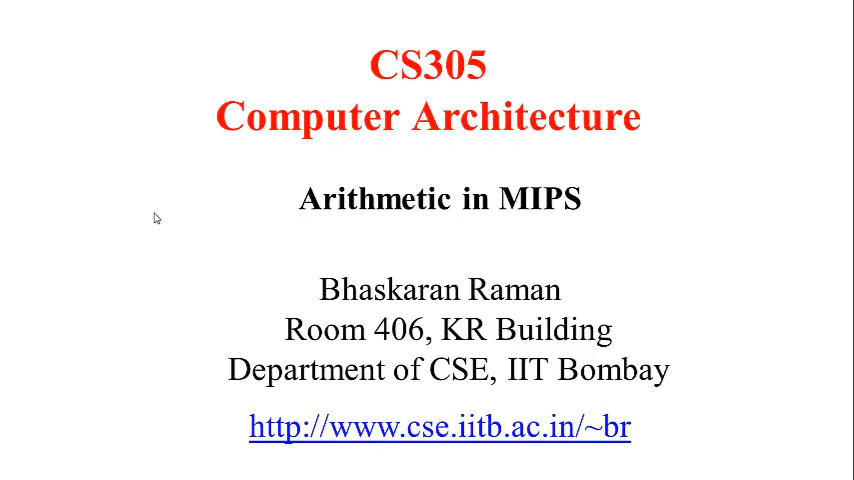 CS305
Computer Architecture
Arithmetic in MIPS
Bhaskaran Raman
Room 406, KR Building
Department of CSE, IIT Bombay
http://www.cse.iitb.ac.in/~br